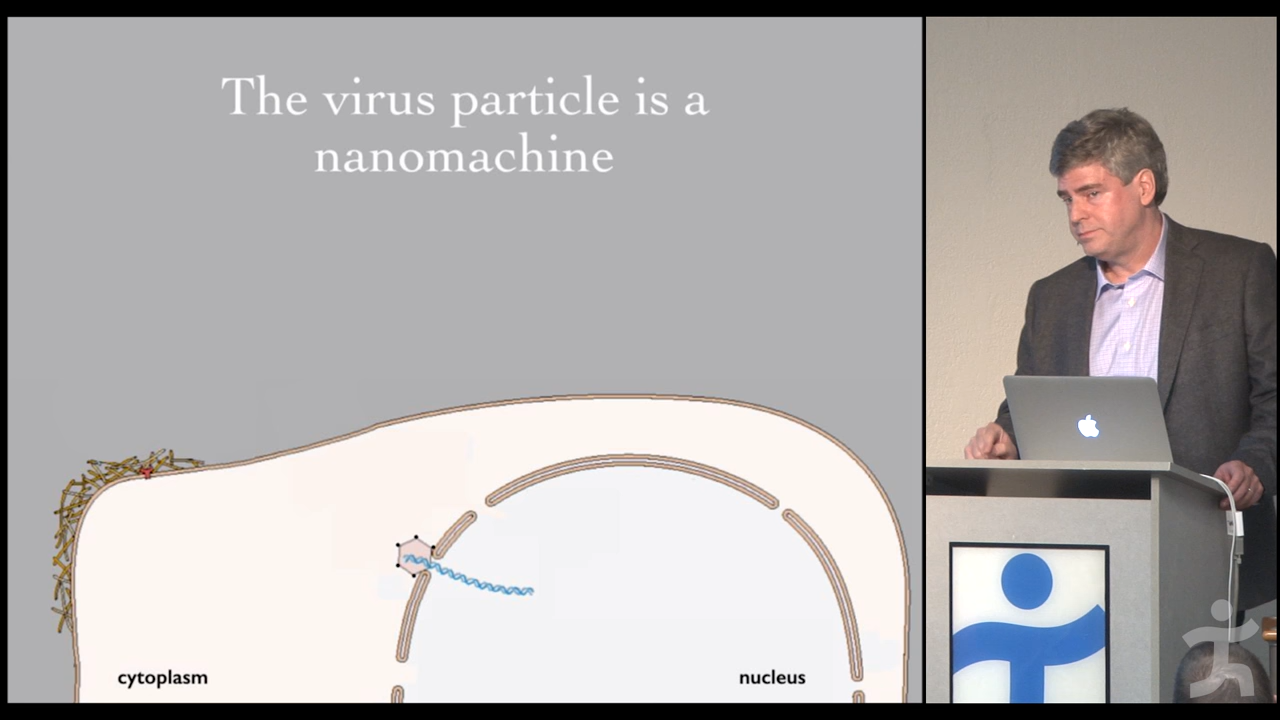 The virus particle is a
nanomachine
cytoplasm
nucleus